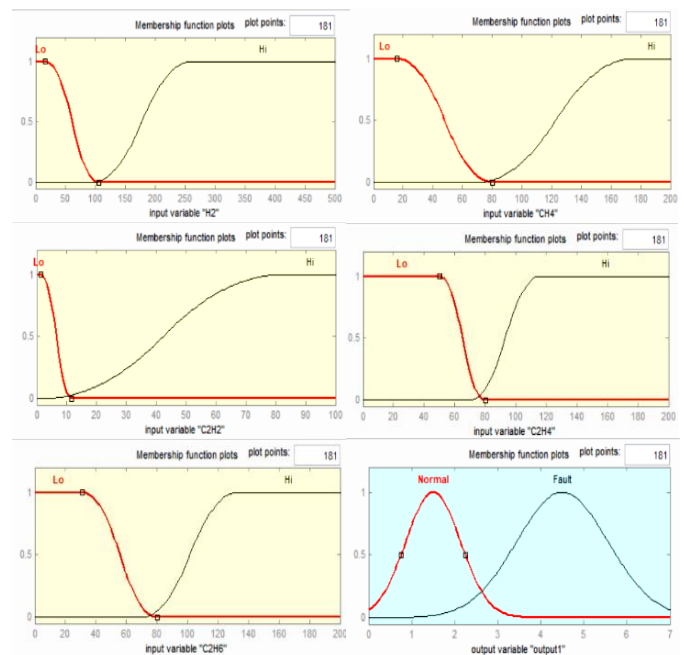 Membership function plots plot points: 181
Lo Hi
1
0.5
0
0 50 100 150 200 250 300 350 400 450 500
input variable "H2"
Membership function plots plot points: 181
Lo Hi
1
0.5
0
0 20 40 60 80 100 120 140 160 180 200
input variable "CH4"
Membership function plots plot points: 181
Lo Hi
1
0.5
0
0 10 20 30 40 50 60 70 80 90 100
input variable "C2H2"
Membership function plots plot points: 181
Lo Hi
1
0.5
0
0 20 40 60 80 100 120 140 160 180 200
input variable "C2H4"
Membership function plots plot points: 181
Lo Hi
1
0.5
0
0 20 40 60 80 100 120 140 160 180 200
input variable "C2H6"
Membership function plots plot points: 181
Normal Fault
1
0.5
0
0 1 2 3 4 5 6 7
output variable "output1"